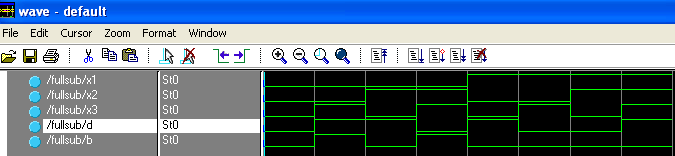 wave - default
File Edit Cursor Zoom Format Window
/fullsub/x1 St0
/fullsub/x2 St0
/fullsub/x3 St0
/fullsub/d St0
/fullsub/b St0